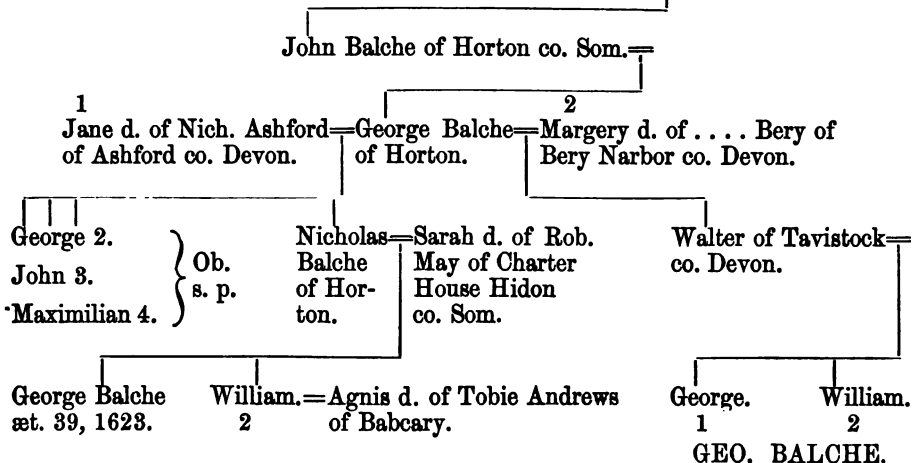 John Balche of Horton co. Som.=
1
2
Jane d. of Nich. Ashford=George Balche=Margery d. of .... Bery of
of Ashford co. Devon.
of Horton.
Bery Narbor co. Devon.
George 2.
John 3.
Maximilian 4.
Ob.
s. p.
Nicholas=Sarah d. of Rob.
Balche
of Hor-
ton.
May of Charter
House Hidon
co. Som.
Walter of Tavistock=
co. Devon.
George Balche
æt. 39, 1623.
William.=Agnis d. of Tobie Andrews
2
of Babcary.
George.
1
William.
2
GEO. BALCHE.